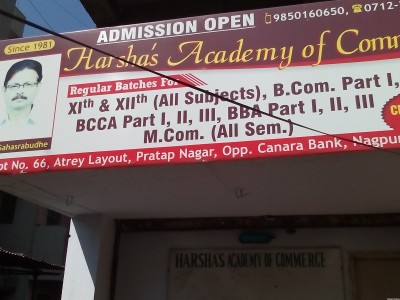 ADMISSION OPEN 9850160650, 0712-
Since 1981
Harsha's Academy of Comm
Regular Batches For
XIth & XIIth (All Subjects), B.Com. Part I,
BCCA Part I, II, III, BBA Part I, II, III
M.Com. (All Sem.)
Sahasrabudhe
ot No. 66, Atrey Layout, Pratap Nagar, Opp. Canara Bank, Nagpur
HARSHA'S ACADEMY OF COMMERCE